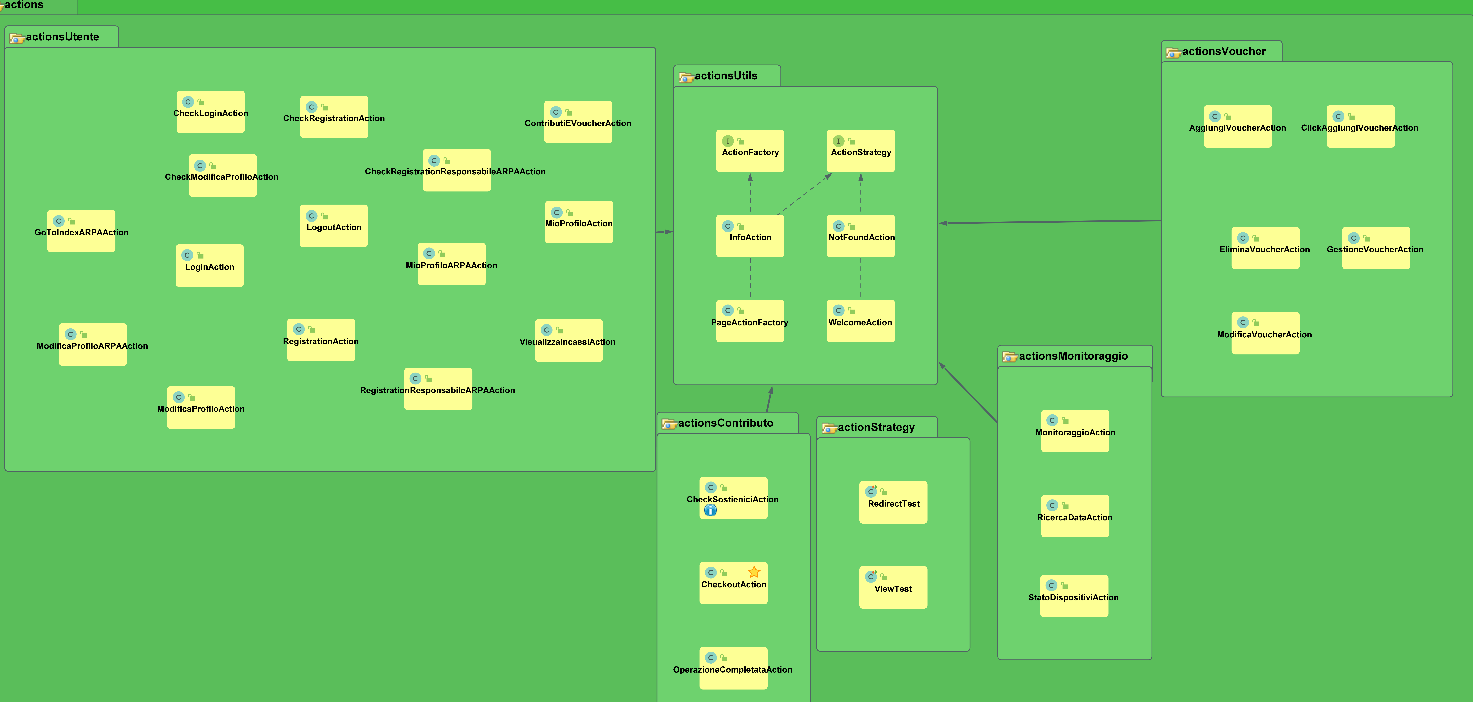 actions
actionsUtente
CheckLoginAction
CheckRegistrationAction
ContributiEVoucherAction
CheckModificaProfiloAction
CheckRegistrationResponsabileARPAAction
GoToIndexARPAAction
LogoutAction
MioProfiloAction
LoginAction
MioProfiloARPAAction
ModificaProfiloARPAAction
RegistrationAction
VisualizzaIncassiAction
RegistrationResponsabileARPAAction
ModificaProfiloAction
actionsUtils
I
ActionFactory
I
ActionStrategy
InfoAction
NotFoundAction
PageActionFactory
WelcomeAction
actionsVoucher
AggiungiVoucherAction
ClickAggiungiVoucherAction
EliminaVoucherAction
GestioneVoucherAction
ModificaVoucherAction
actionsContributo
CheckSostieniciAction
CheckoutAction
OperazioneCompletataAction
actionStrategy
RedirectTest
ViewTest
actionsMonitoraggio
MonitoraggioAction
RicercaDataAction
StatoDispositiviAction